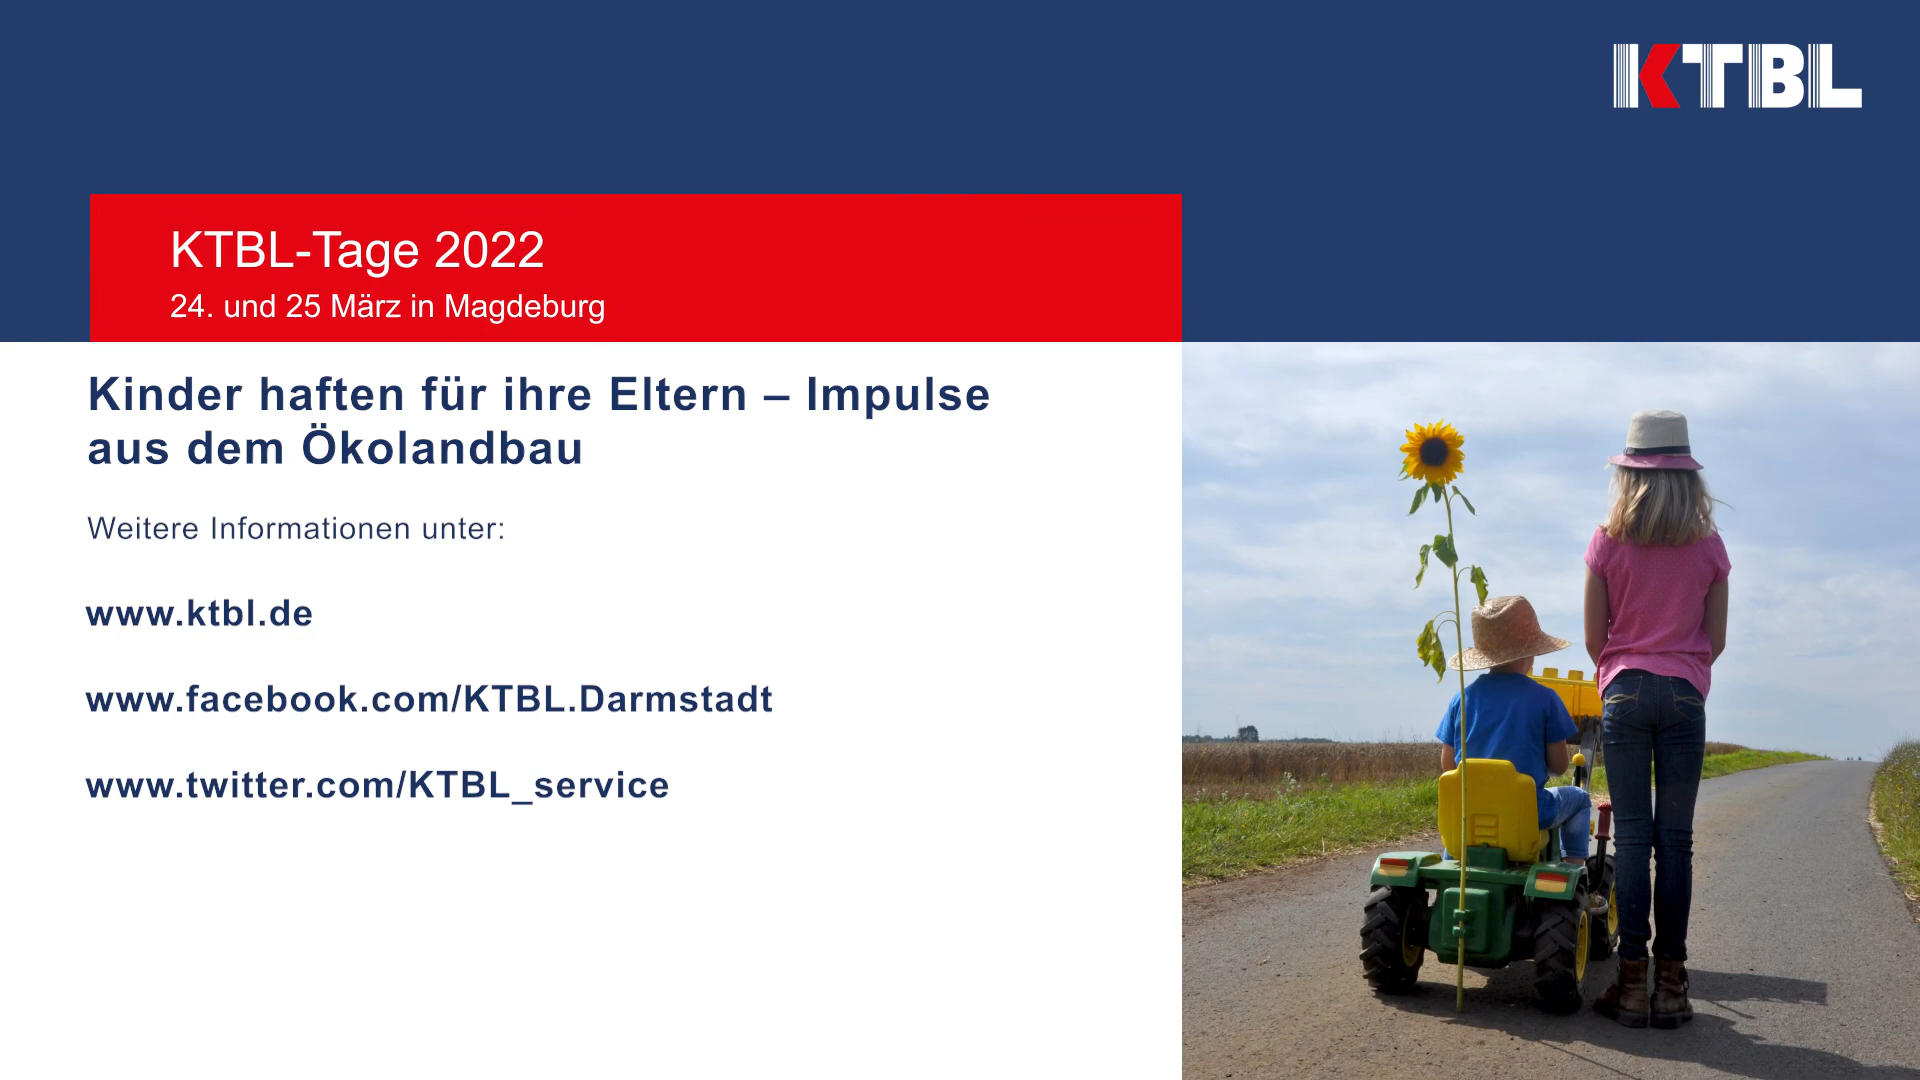 KTBL
KTBL-Tage 2022
24. und 25 März in Magdeburg
Kinder haften für ihre Eltern – Impulse
aus dem Ökolandbau
Weitere Informationen unter:
www.ktbl.de
www.facebook.com/KTBL.Darmstadt
www.twitter.com/KTBL_service